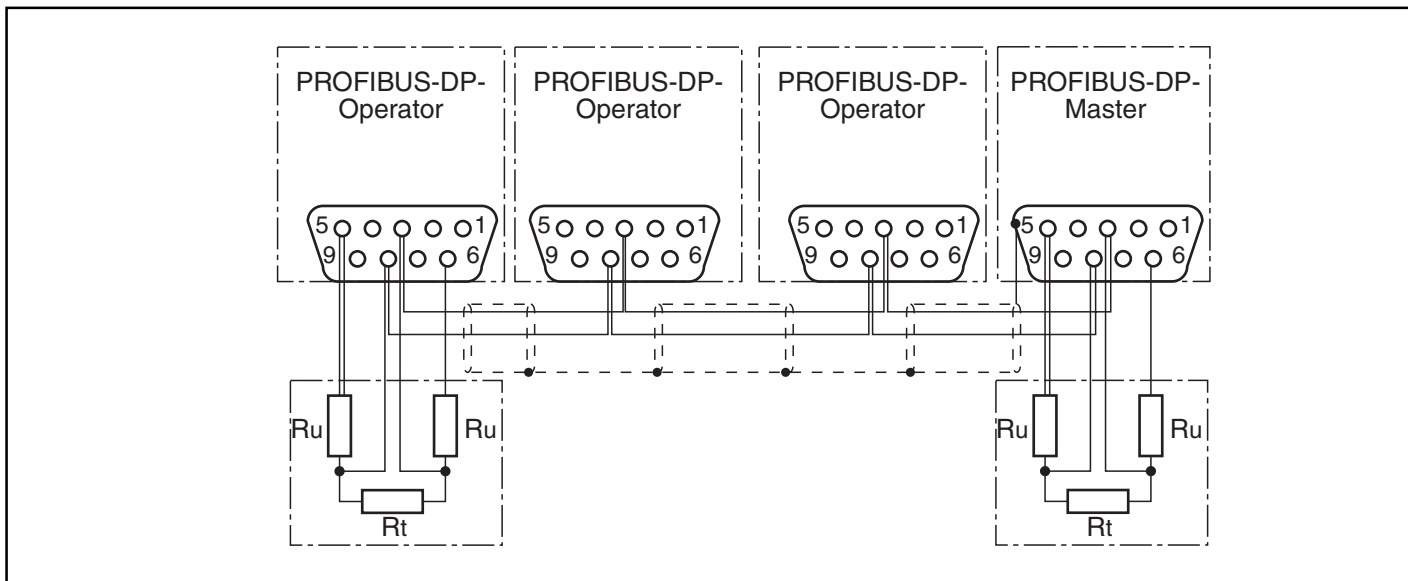 PROFIBUS-DP-
Operator
PROFIBUS-DP-
Operator
PROFIBUS-DP-
Operator
PROFIBUS-DP-
Master
5 1
9 6
5 1
9 6
5 1
9 6
5 1
9 6
Ru Ru
Rt
Ru Ru
Rt